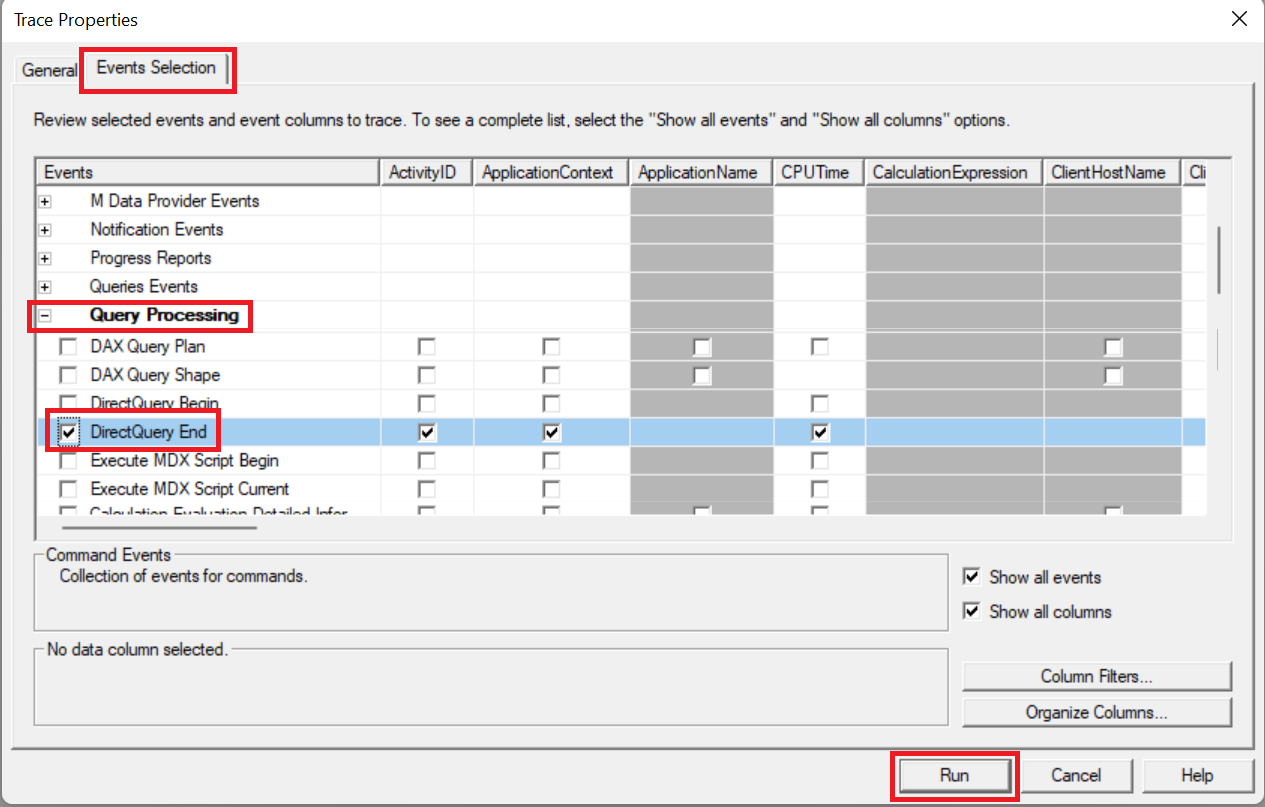 Trace Properties
General Events Selection
Review selected events and event columns to trace. To see a complete list, select the "Show all events" and "Show all columns" options.
Events ActivityID ApplicationContext ApplicationName CPUTime CalculationExpression ClientHostName Cli
M Data Provider Events
Notification Events
Progress Reports
Queries Events
Query Processing
DAX Query Plan
DAX Query Shape
DirectQuery Begin
DirectQuery End
Execute MDX Script Begin
Execute MDX Script Current
Calculation Evaluation Detailed Infor
Command Events
Collection of events for commands.
Show all events
Show all columns
No data column selected.
Column Filters...
Organize Columns...
Run Cancel Help